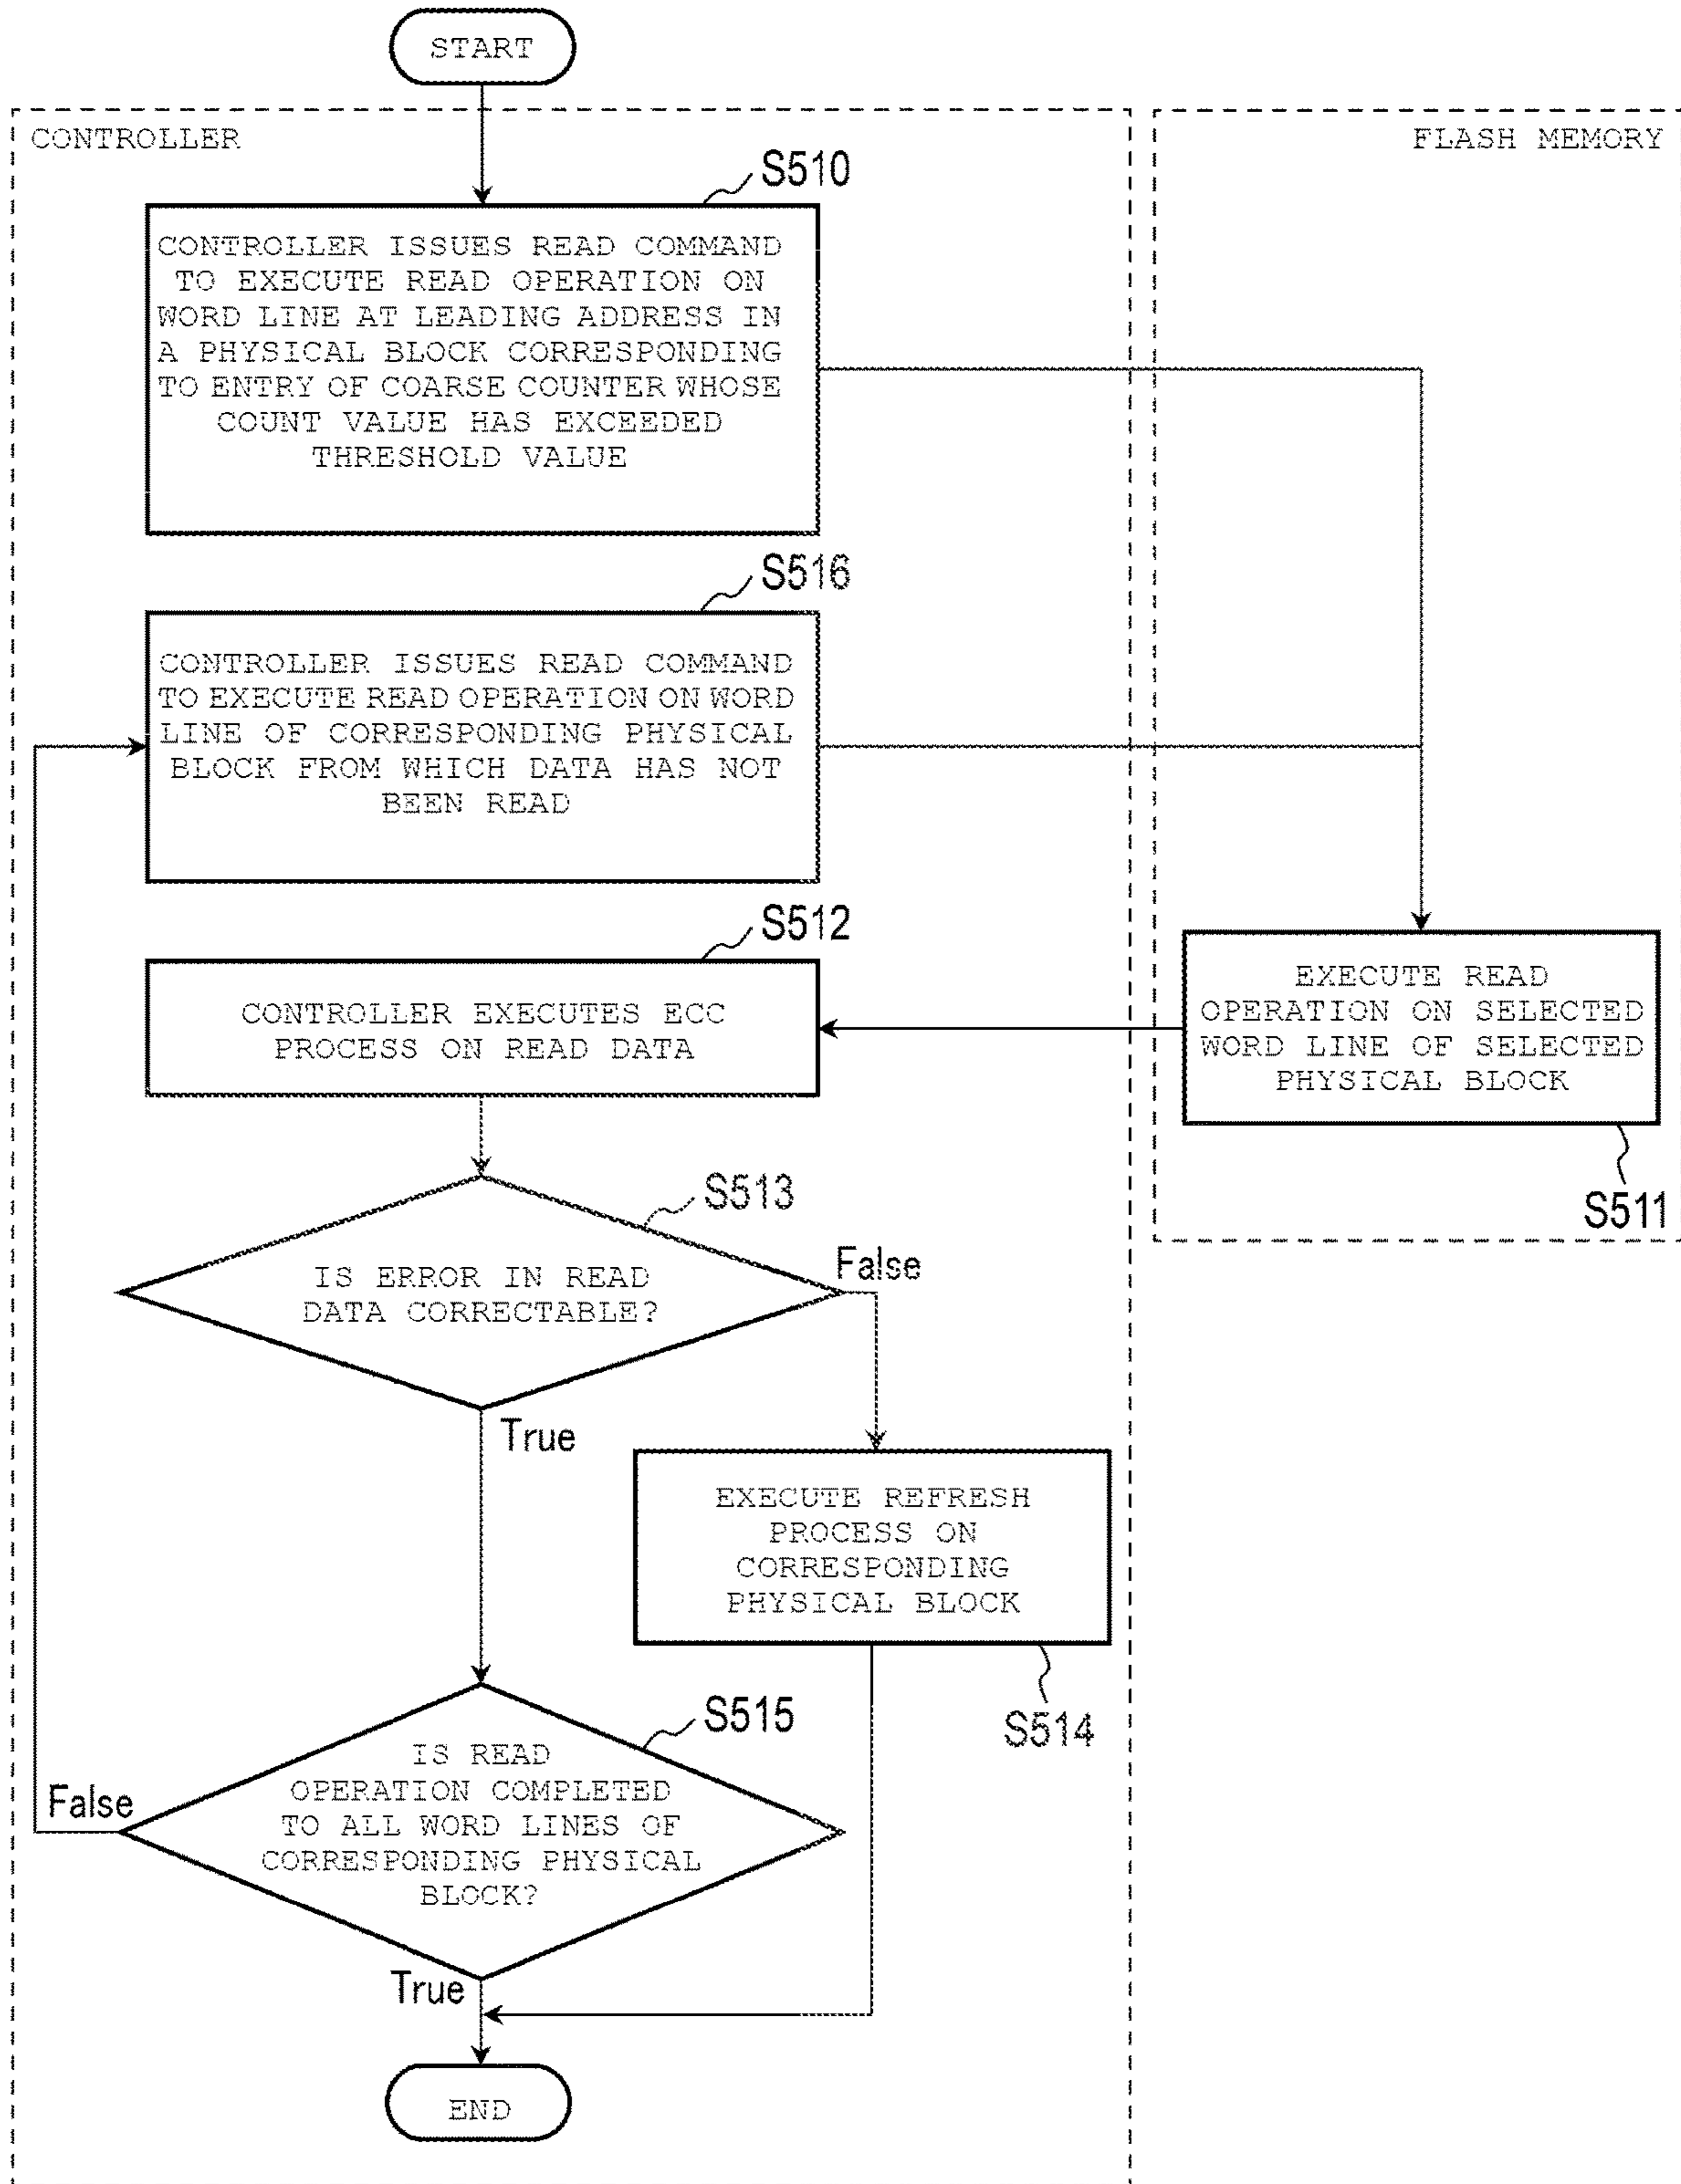 START
CONTROLLER
FLASH MEMORY
S510
CONTROLLER ISSUES READ COMMAND
TO EXECUTE READ OPERATION ON
WORD LINE AT LEADING ADDRESS IN
A PHYSICAL BLOCK CORRESPONDING
TO ENTRY OF COARSE COUNTER WHOSE
COUNT VALUE HAS EXCEEDED
THRESHOLD VALUE
S516
CONTROLLER ISSUES READ COMMAND
TO EXECUTE READ OPERATION ON WORD
LINE OF CORRESPONDING PHYSICAL
BLOCK FROM WHICH DATA HAS NOT
BEEN READ
S512
CONTROLLER EXECUTES ECC
PROCESS ON READ DATA
EXECUTE READ
OPERATION ON SELECTED
WORD LINE OF SELECTED
PHYSICAL BLOCK
S511
S513
IS ERROR IN READ
DATA CORRECTABLE?
False
True
EXECUTE REFRESH
PROCESS ON
CORRESPONDING
PHYSICAL BLOCK
S514
S515
IS READ
OPERATION COMPLETED
TO ALL WORD LINES OF
CORRESPONDING PHYSICAL
BLOCK?
False
True
END